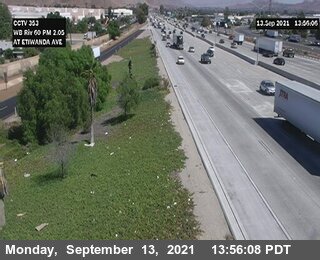 CCTV 353
WB Riv 60 PM 2.05
AT ETIWANDA AVE
13.Sep 2021 13:56:06
Monday, September 13, 2021 13:56:08 PDT